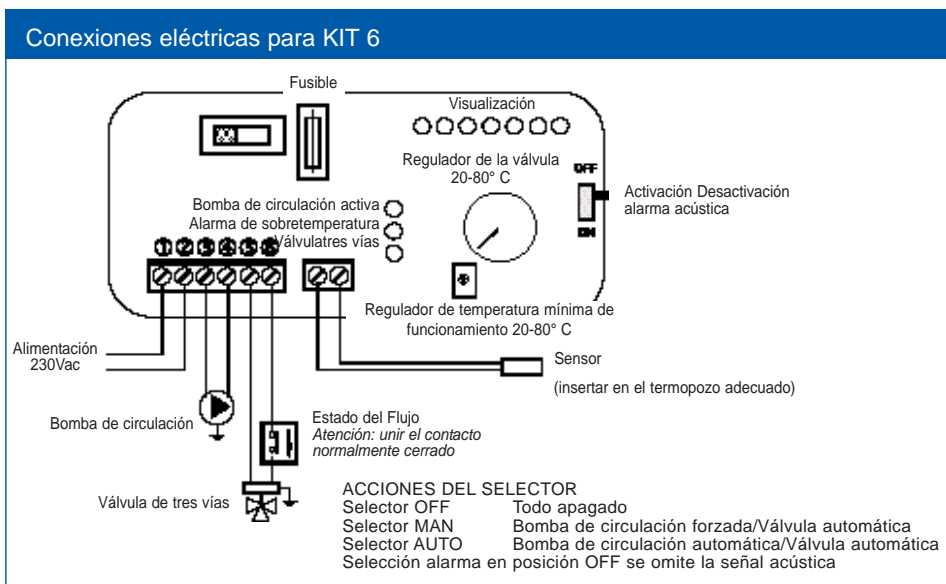 Conexiones eléctricas para KIT 6
Fusible
Visualización
Regulador de la válvula
20-80° C
OFF
Activación Desactivación
alarma acústica
ON
Bomba de circulación activa
Alarma de sobretemperatura
Válvulatres vías
1 2 3 4 5 6
Regulador de temperatura mínima de
funcionamiento 20-80° C
Alimentación
230Vac
Sensor
(insertar en el termopozo adecuado)
Bomba de circulación
Estado del Flujo
Atención: unir el contacto
normalmente cerrado
Válvula de tres vías
ACCIONES DEL SELECTOR
Selector OFF Todo apagado
Selector MAN Bomba de circulación forzada/Válvula automática
Selector AUTO Bomba de circulación automática/Válvula automática
Selección alarma en posición OFF se omite la señal acústica